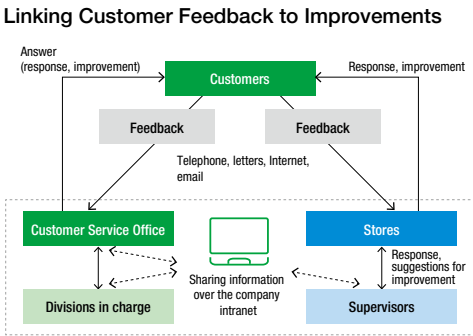 Linking Customer Feedback to Improvements
Answer
(response, improvement)
Customers
Response, improvement
Feedback
Feedback
Telephone, letters, Internet,
email
Customer Service Office
Stores
Sharing information
over the company
intranet
Response,
suggestions for
improvement
Divisions in charge
Supervisors